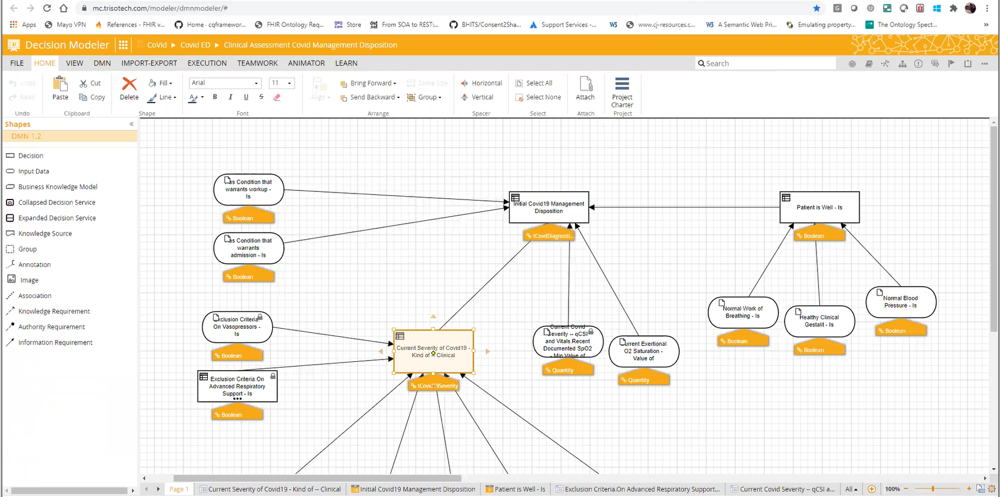 mc.trisotech.com/modeler/dmnmodeler/#
Apps
Mayo VPN
References - FHIR v...
Home · cqframewor...
FHIR Ontology Req...
Store
From SOA to REST:...
BHITS/Consent2Sha...
Support Services -...
www.cj-resources.c...
A Semantic Web Pri...
Emulating property...
The Ontology Spect...
»
Decision Modeler
CoVid
Covid ED
Clinical Assessment Covid Management Disposition
FILE
HOME
VIEW
DMN
IMPORT-EXPORT
EXECUTION
TEAMWORK
ANIMATOR
LEARN
Search
Undo
Redo
Undo
Paste
Cut
Copy
Clipboard
Delete
Fill
Line
Shape
Arial
11
B I U S
Font
Align
Bring Forward
Send Backward
Same Size
Group
Arrange
Horizontal
Vertical
Spacer
Select All
Select None
Select
Attach
Attach
Project
Charter
Project
Shapes
«
DMN 1.2
Decision
Input Data
Business Knowledge Model
Collapsed Decision Service
Expanded Decision Service
Knowledge Source
Group
Annotation
Image
Association
Knowledge Requirement
Authority Requirement
Information Requirement
Has Condition that
warrants workup -
Is
Boolean
Has Condition that
warrants
admission - Is
Boolean
Initial Covid19 Management
Disposition
tCovdDiagnosti...
Patient is Well - Is
Boolean
Exclusion Criteria.
On Vasopressors -
Is
Boolean
Exclusion Criteria.On
Advanced Respiratory
Support - Is
Boolean
Current Severity of Covid19 -
Kind of -- Clinical
tCovid19Severity
Current Covid
Severity -- qCSI
and Vitals.Recent
Documented SpO2
- Min Value of
Quantity
Current Exertional
O2 Saturation -
Value of
Quantity
Normal Work of
Breathing - Is
Boolean
Healthy Clinical
Gestalit - Is
Boolean
Normal Blood
Pressure - Is
Boolean
Page 1
Current Severity of Covid19 - Kind of -- Clinical
Initial Covid19 Management Disposition
Patient is Well - Is
Exclusion Criteria.On Advanced Respiratory Support...
Current Covid Severity -- qCSI a...
All
100%